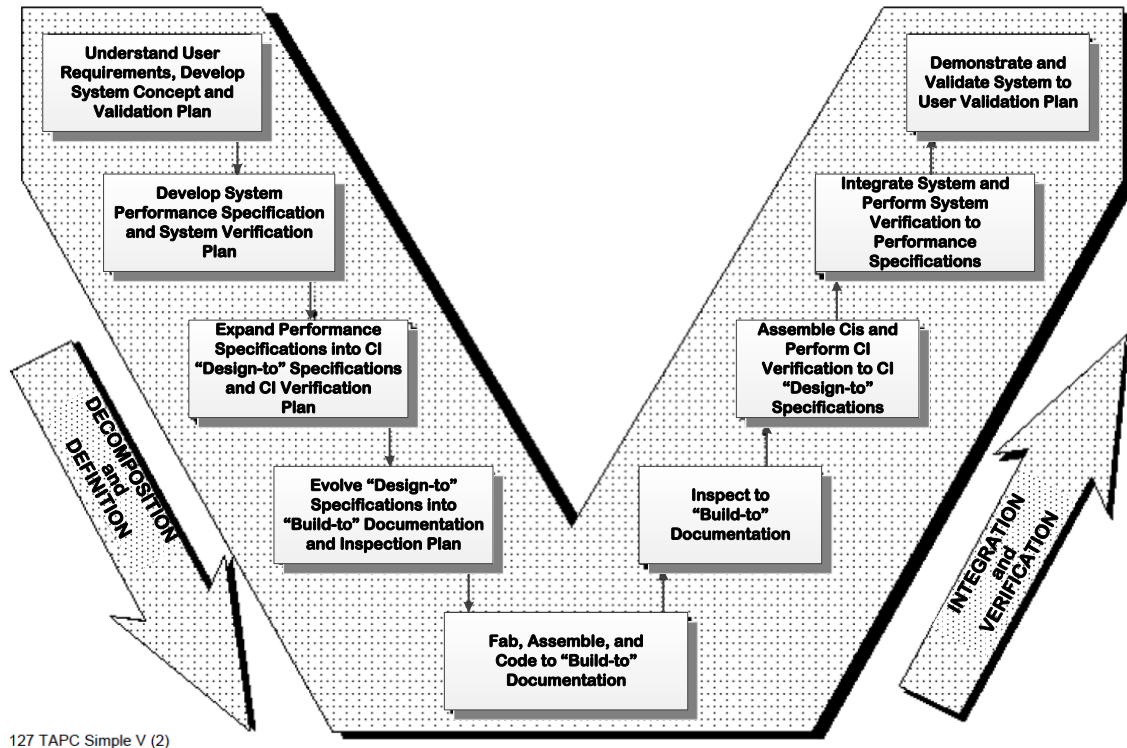 Understand User
Requirements, Develop
System Concept and
Validation Plan
Develop System
Performance Specification
and System Verification
Plan
Expand Performance
Specifications into CI
“Design-to” Specifications
and CI Verification
Plan
Evolve “Design-to”
Specifications into
“Build-to” Documentation
and Inspection Plan
Fab, Assemble, and
Code to “Build-to”
Documentation
Inspect to
“Build-to”
Documentation
Assemble Cis and
Perform CI
Verification to CI
“Design-to”
Specifications
Integrate System and
Perform System
Verification to
Performance
Specifications
Demonstrate and
Validate System to
User Validation Plan
DECOMPOSITION
and
DEFINITION
INTEGRATION
and
VERIFICATION
127 TAPC Simple V (2)